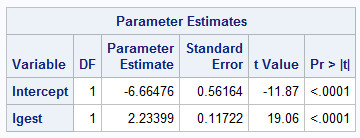 Parameter Estimates
Variable DF Parameter Estimate Standard Error t Value Pr > |t|
Intercept 1 -6.66476 0.56164 -11.87 <.0001
lgest 1 2.23399 0.11722 19.06 <.0001